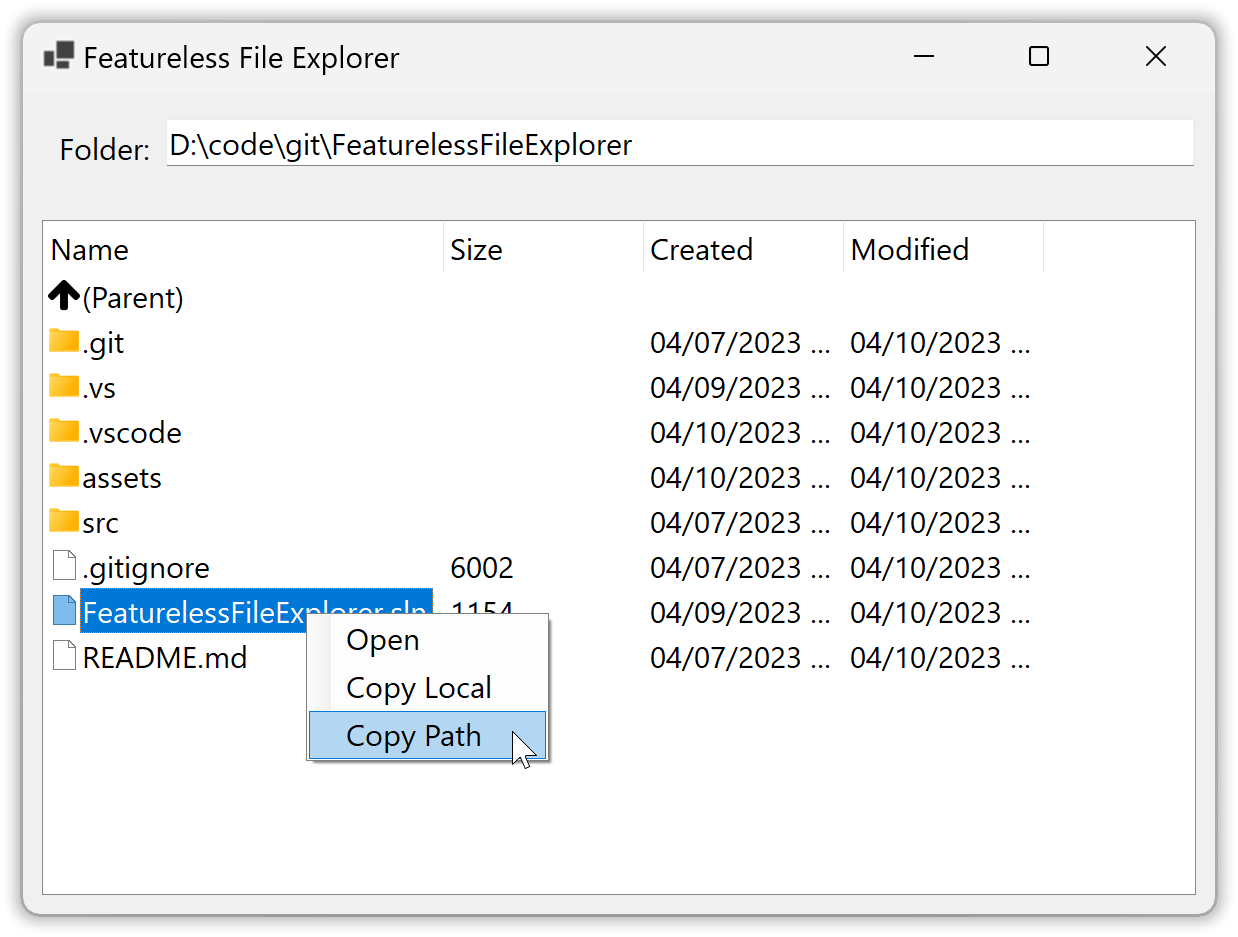 Featureless File Explorer
Folder: D:\code\git\FeaturelessFileExplorer
Name Size Created Modified
(Parent)
.git 04/07/2023 ... 04/10/2023 ...
.vs 04/09/2023 ... 04/10/2023 ...
.vscode 04/10/2023 ... 04/10/2023 ...
assets 04/10/2023 ... 04/10/2023 ...
src 04/07/2023 ... 04/10/2023 ...
.gitignore 6002 04/07/2023 ... 04/10/2023 ...
FeaturelessFileExplorer.sln 1154 04/09/2023 ... 04/10/2023 ...
README.md 04/07/2023 ... 04/10/2023 ...
Open
Copy Local
Copy Path